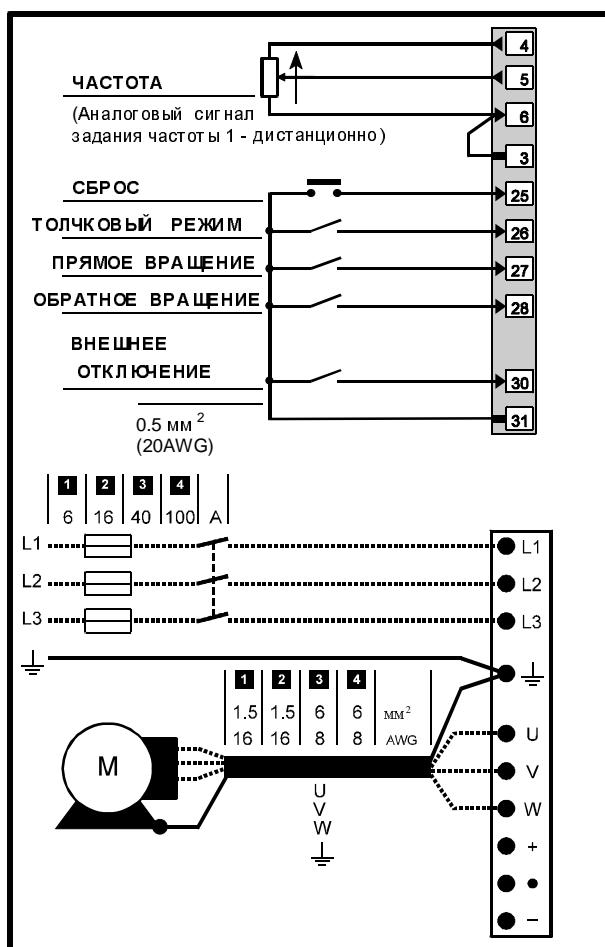 4
5
ЧАСТОТА
6
(Аналоговый сигнал
задания частоты 1 - дистанционно)
3
СБРОС
25
ТОЛЧКОВЫЙ РЕЖИМ
26
ПРЯМОЕ ВРАЩЕНИЕ
27
ОБРАТНОЕ ВРАЩЕНИЕ
28
ВНЕШНЕЕ
ОТКЛЮЧЕНИЕ
30
31
0.5 мм 2
(20AWG)
1 2 3 4
6 16 40 100 A
L1 L1
L2 L2
L3 L3
1 2 3 4
1.5 1.5 6 6 мм2
16 16 8 8 AWG
U
M
V
W
U
V
W
+
−